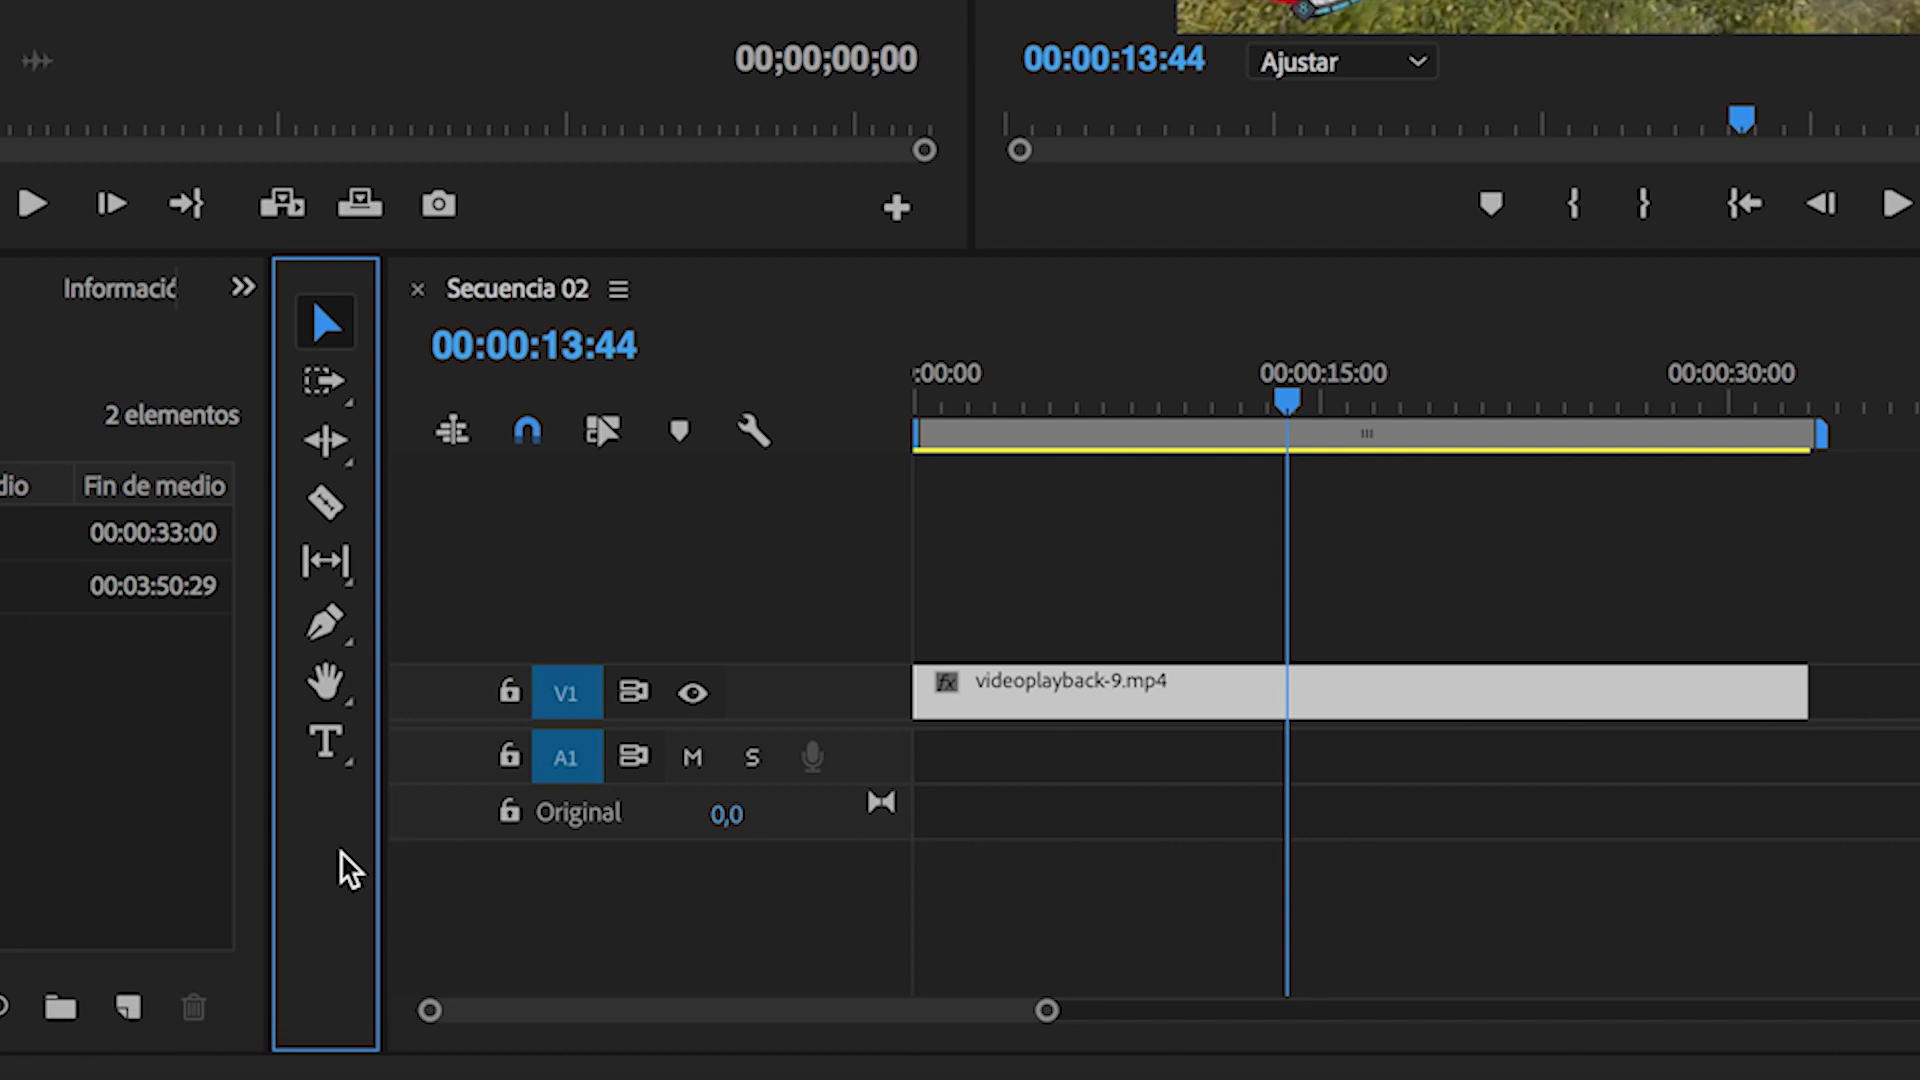 00;00;00;00
00:00:13:44
Ajustar
Informació
2 elementos
dio
Fin de medio
00:00:33:00
00:03:50:29
T
× Secuencia 02
00:00:13:44
:00:00
00:00:15:00
00:00:30:00
V1
fx videoplayback-9.mp4
A1
M
S
Original
0,0